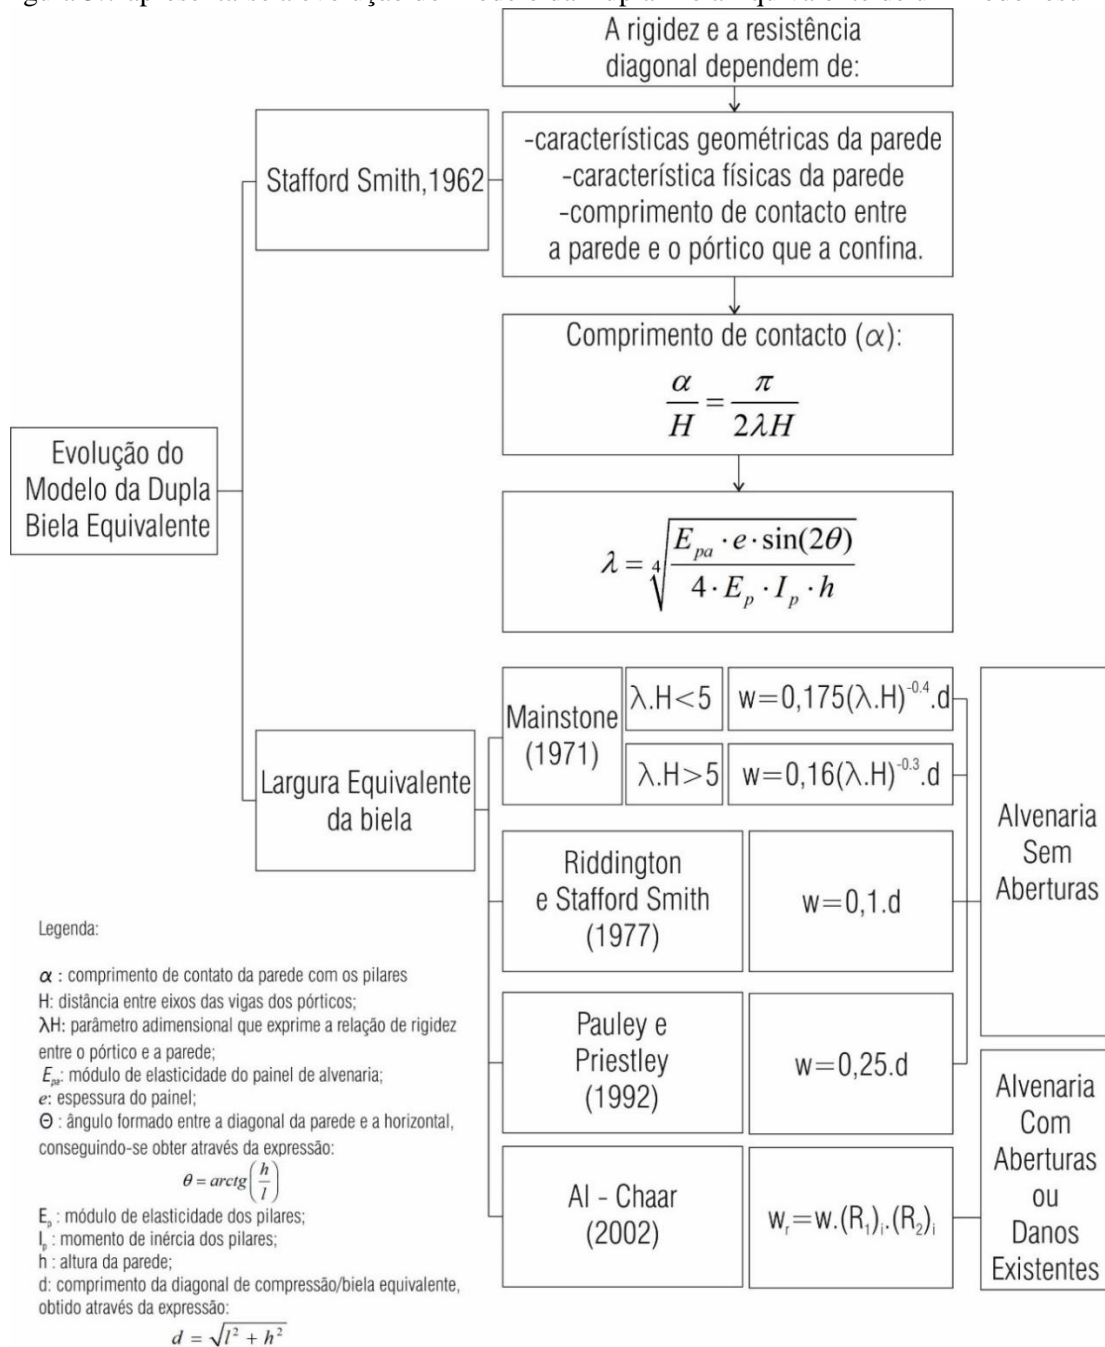 A rigidez e a resistência
diagonal dependem de:
Stafford Smith,1962
-característícas geométricas da parede
-característica físicas da parede
-comprimento de contacto entre
a parede e o pórtico que a confina.
Comprimento de contacto (α):
α/H = π/2λH
Evolução do
Modelo da Dupla
Biela Equivalente
λ = ⁴√(E_pa · e · sin(2θ) / 4 · E_p · I_p · h)
Largura Equivalente
da biela
Mainstone
(1971)
λ.H<5
w=0,175(λ.H)^-0.4.d
λ.H>5
w=0,16(λ.H)^-0.3.d
Riddington
e Stafford Smith
(1977)
w=0,1.d
Alvenaria
Sem
Aberturas
Pauley e
Priestley
(1992)
w=0,25.d
Al - Chaar
(2002)
w_r=w.(R_1)_i.(R_2)_i
Alvenaria
Com
Aberturas
ou
Danos
Existentes
Legenda:
α : comprimento de contato da parede com os pilares
H: distância entre eixos das vigas dos pórticos;
λH: parâmetro adimensional que exprime a relação de rigidez
entre o pórtico e a parede;
E_pa: módulo de elasticidade do painel de alvenaria;
e: espessura do painel;
Θ : ângulo formado entre a diagonal da parede e a horizontal,
conseguindo-se obter através da expressão:
θ = arctg(h/l)
E_p : módulo de elasticidade dos pilares;
I_p : momento de inércia dos pilares;
h : altura da parede;
d: comprimento da diagonal de compressão/biela equivalente,
obtido através da expressão:
d = √(l² + h²)